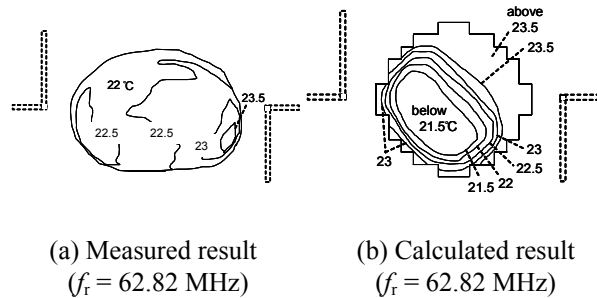 22℃
22.5
22.5
23
23.5
(a) Measured result
(fr = 62.82 MHz)
above
23.5
23.5
below
21.5℃
23
23
22.5
22
21.5
(b) Calculated result
(fr = 62.82 MHz)